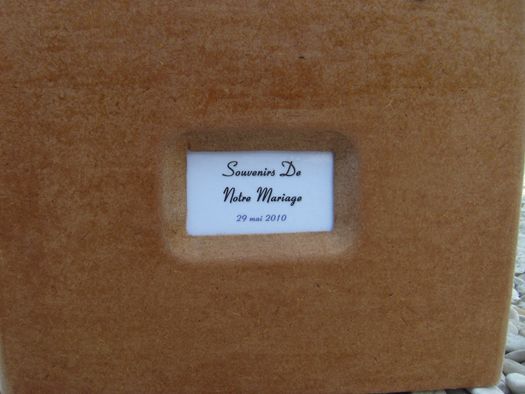 Souvenirs De
Notre Mariage
29 mai 2010